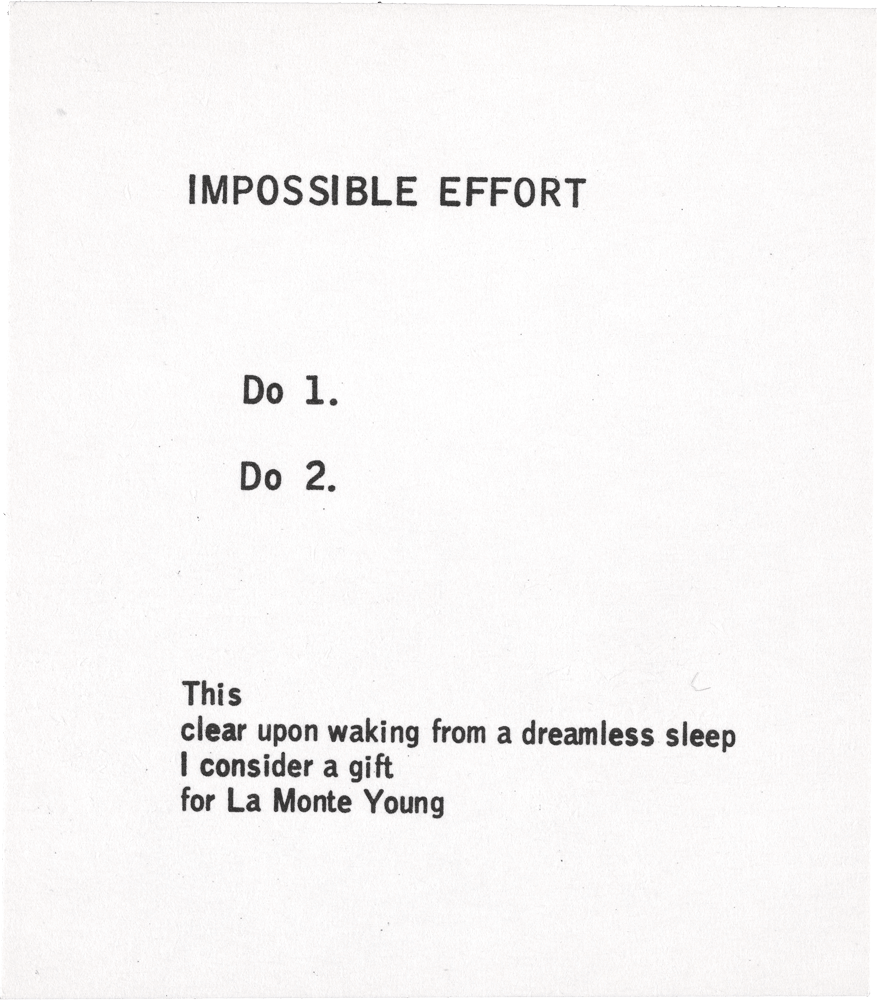 IMPOSSIBLE EFFORT
Do 1.
Do 2.
This
clear upon waking from a dreamless sleep
I consider a gift
for La Monte Young